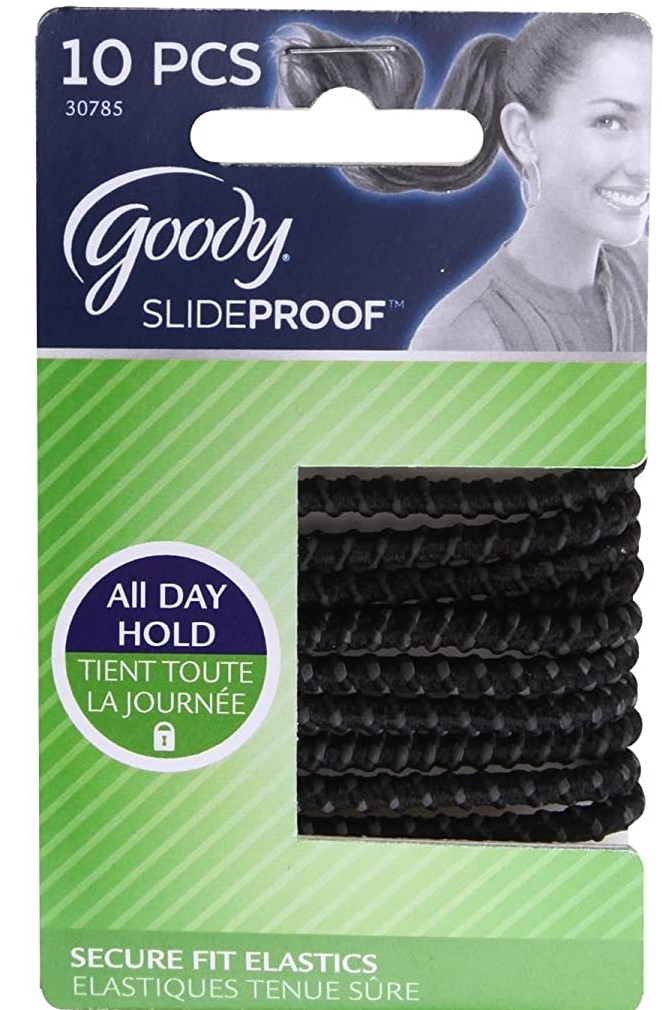 10 PCS
30785
goody®
SLIDEPROOF™
All DAY
HOLD
TIENT TOUTE
LA JOURNÉE
SECURE FIT ELASTICS
ELASTIQUES TENUE SÛRE